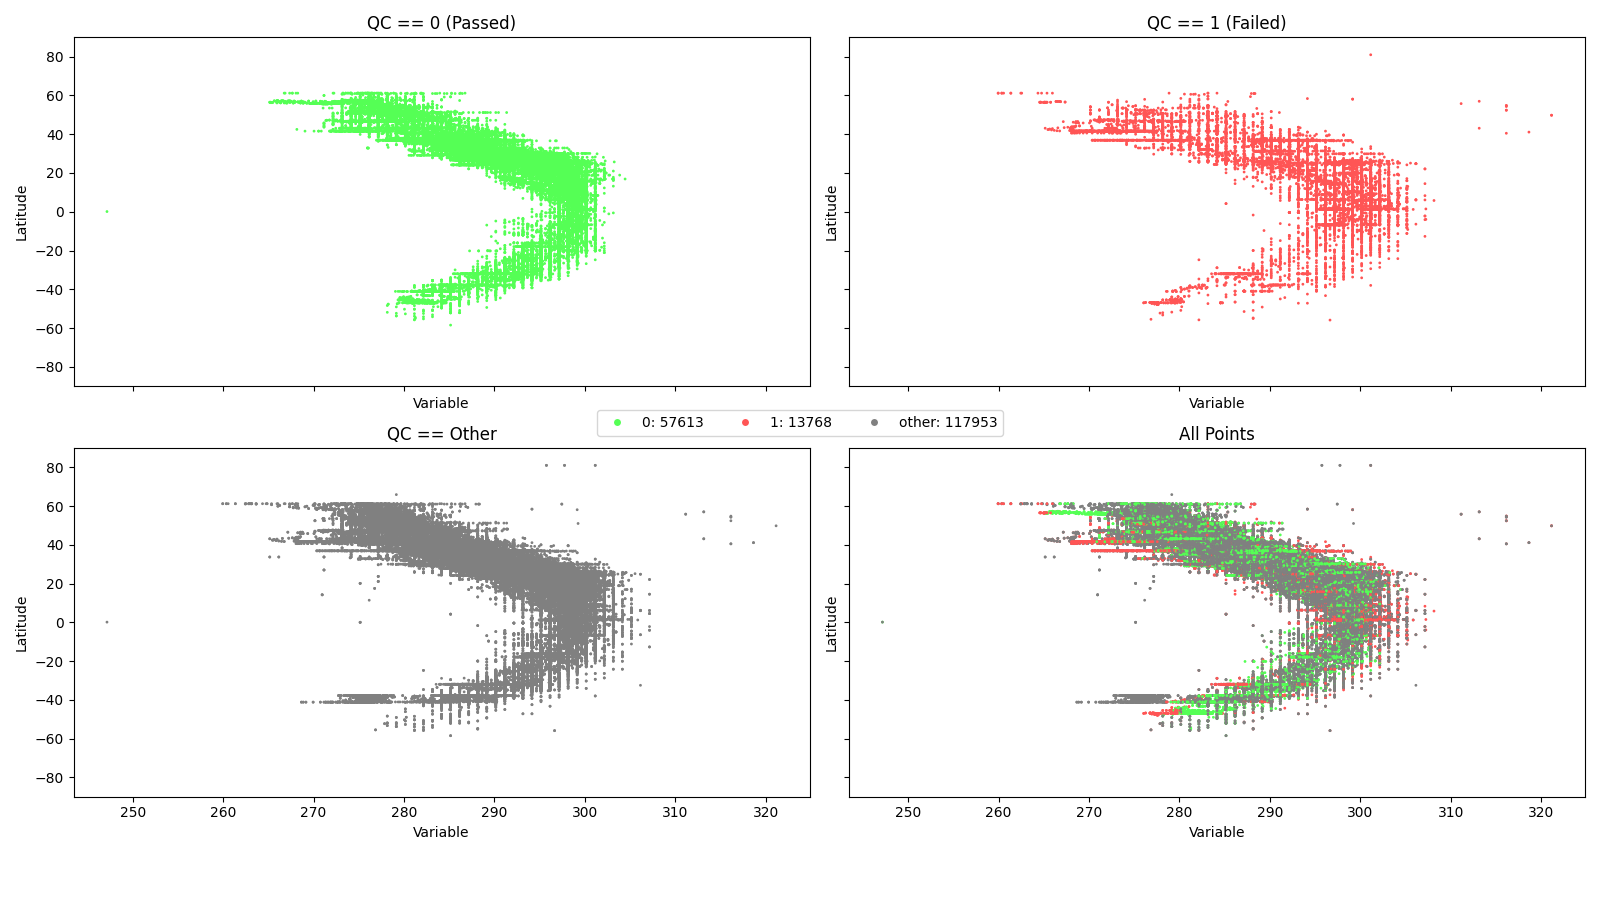 QC == 0 (Passed)
QC == 1 (Failed)
80
60
40
20
0
−20
−40
−60
−80
Latitude
Latitude
Variable
Variable
0: 57613
1: 13768
other: 117953
QC == Other
All Points
80
60
40
20
0
−20
−40
−60
−80
Latitude
Latitude
250
260
270
280
290
300
310
320
250
260
270
280
290
300
310
320
Variable
Variable